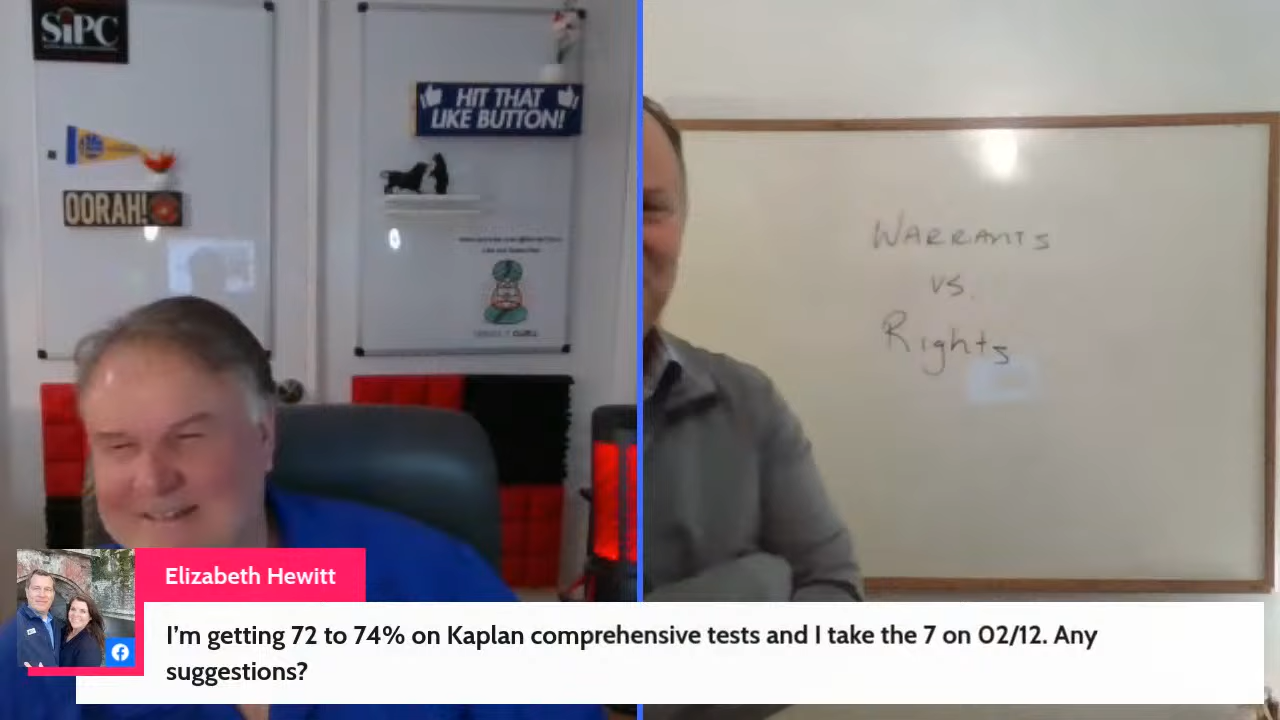 SiPC
HIT THAT
LIKE BUTTON!
OORAH!
WARRANTS
vs.
Rights
Elizabeth Hewitt
I'm getting 72 to 74% on Kaplan comprehensive tests and I take the 7 on 02/12. Any
suggestions?